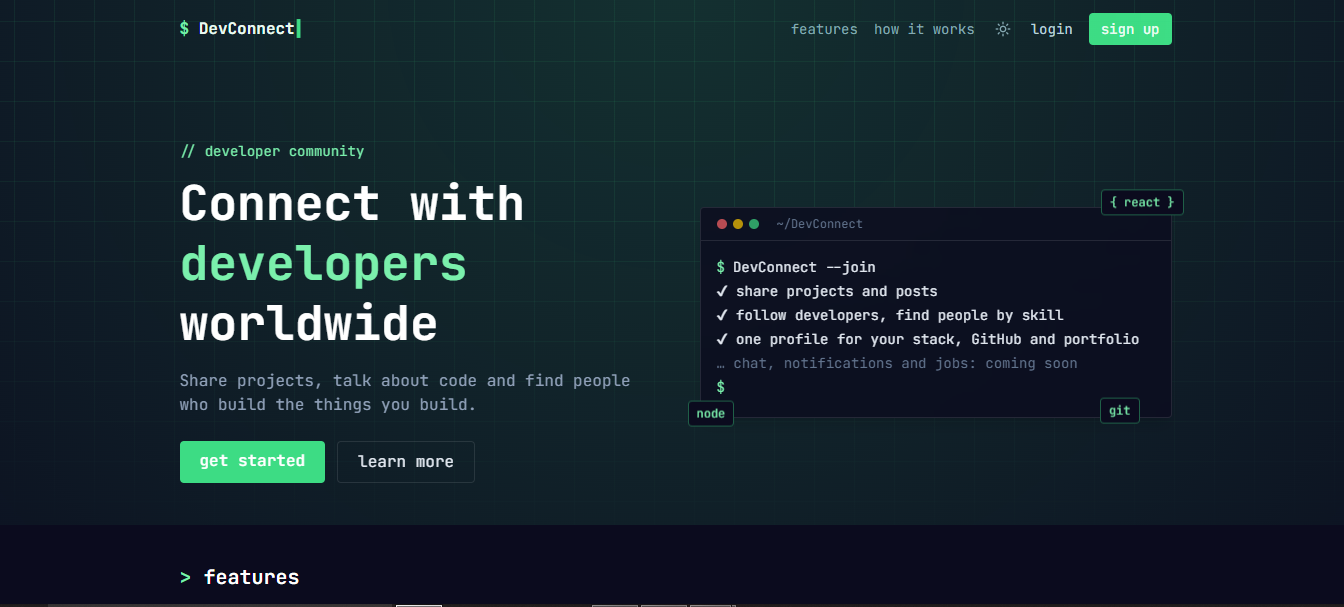 $ DevConnect
features
how it works
login
sign up
// developer community
Connect with
developers
worldwide
Share projects, talk about code and find people
who build the things you build.
get started
learn more
{ react }
~/DevConnect
$ DevConnect --join
✔ share projects and posts
✔ follow developers, find people by skill
✔ one profile for your stack, GitHub and portfolio
… chat, notifications and jobs: coming soon
$
node
git
> features